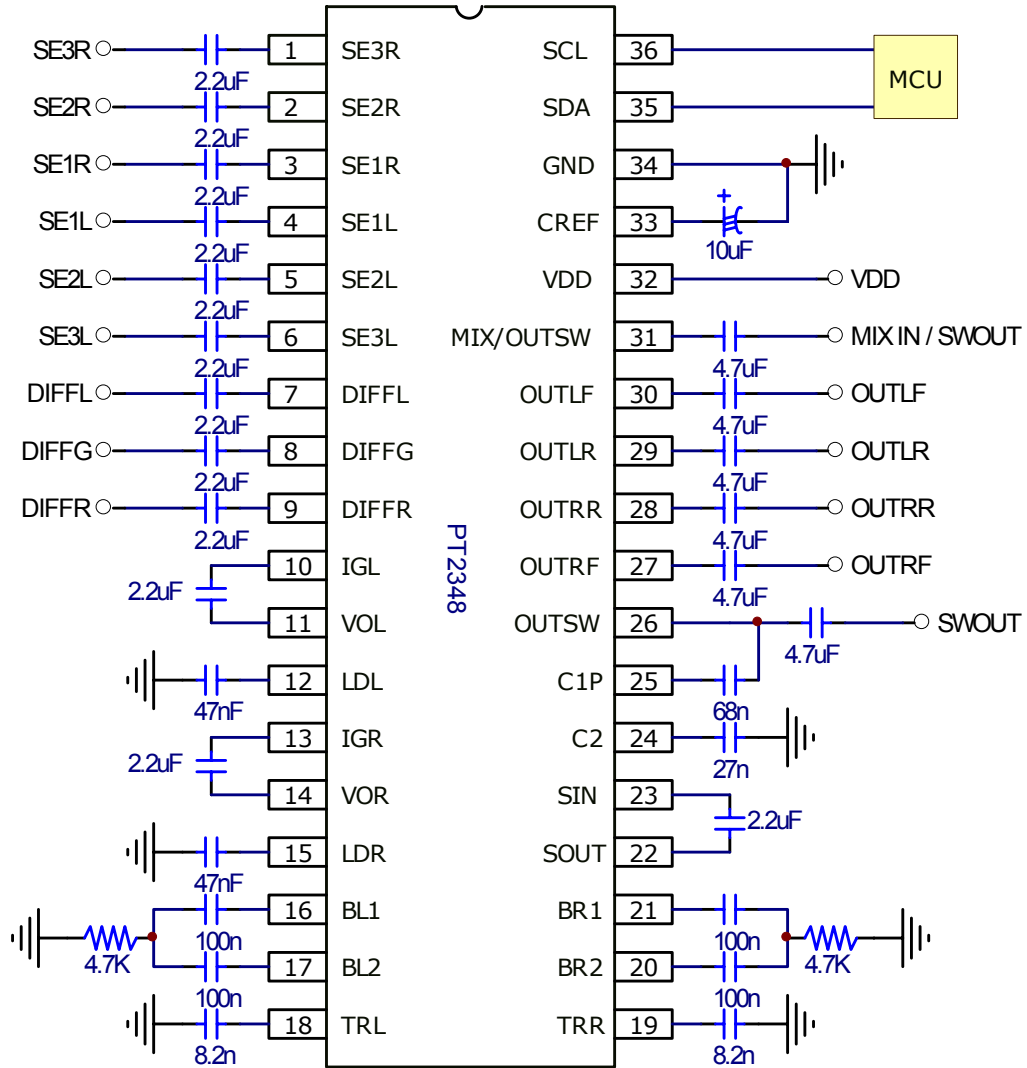 SE3R 1 SE3R SCL 36 MCU
2.2uF
SE2R 2 SE2R SDA 35
2.2uF
SE1R 3 SE1R GND 34
2.2uF
SE1L 4 SE1L CREF 33 +
2.2uF 10uF
SE2L 5 SE2L VDD 32 VDD
2.2uF
SE3L 6 SE3L MIX/OUTSW 31 MIX IN / SWOUT
2.2uF 4.7uF
DIFFL 7 DIFFL OUTLF 30 OUTLF
2.2uF 4.7uF
DIFFG 8 DIFFG OUTLR 29 OUTLR
2.2uF 4.7uF
DIFFR 9 DIFFR OUTRR 28 OUTRR
2.2uF 4.7uF
PT2348
10 IGL OUTRF 27 OUTRF
2.2uF 4.7uF
11 VOL OUTSW 26 SWOUT
4.7uF
12 LDL C1P 25
47nF 68n
13 IGR C2 24
2.2uF 27n
14 VOR SIN 23
2.2uF
15 LDR SOUT 22
47nF
16 BL1 BR1 21
100n 100n
4.7K 4.7K
17 BL2 BR2 20
100n 100n
18 TRL TRR 19
8.2n 8.2n